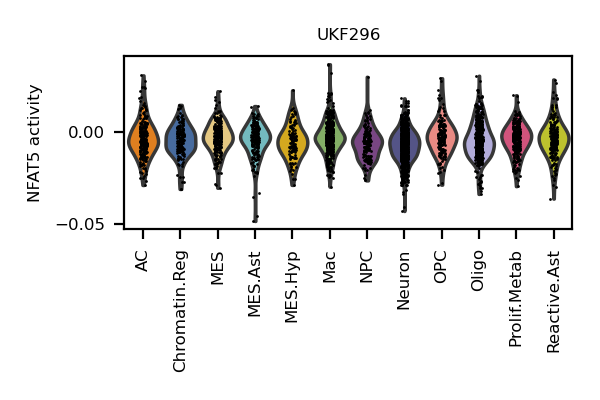 UKF296
NFAT5 activity
0.00
−0.05
AC
Chromatin.Reg
MES
MES.Ast
MES.Hyp
Mac
NPC
Neuron
OPC
Oligo
Prolif.Metab
Reactive.Ast